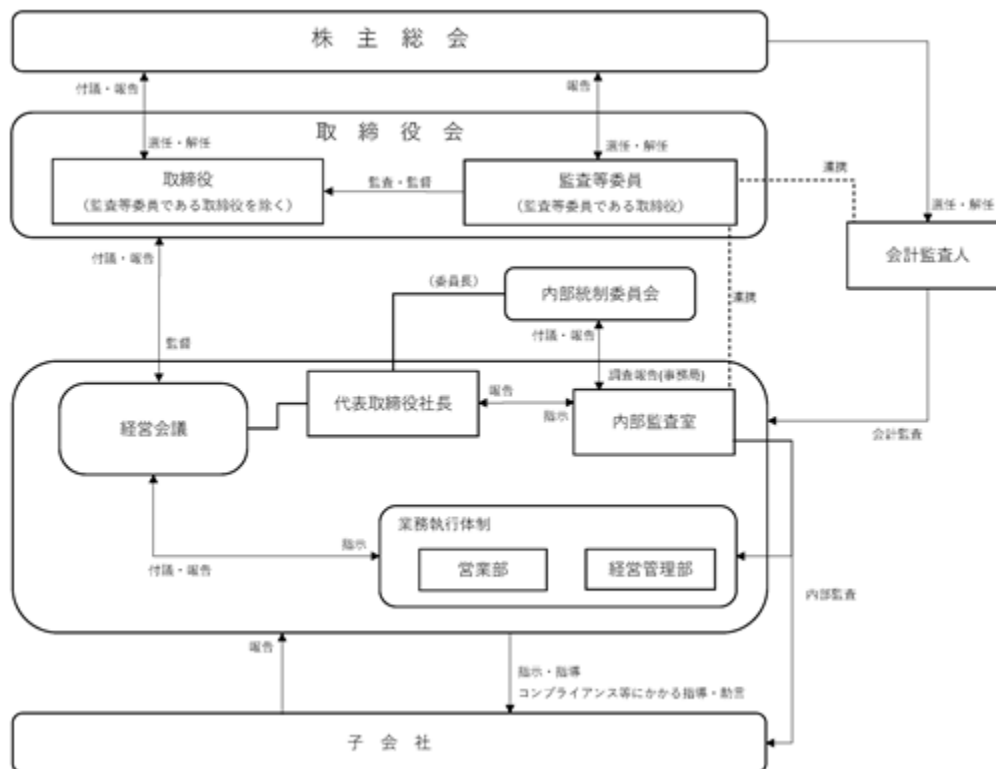 株 主 総 会
付議・報告
報告
取 締 役 会
選任・解任
選任・解任
連携
取締役
(監査等委員である取締役を除く)
監査・監督
監査等委員
(監査等委員である取締役)
選任・解任
会計監査人
付議・報告
(委員長)
内部統制委員会
連携
付議・報告
監督
調査報告(事務局)
経営会議
代表取締役社長
報告
指示
内部監査室
会計監査
業務執行体制
指示
付議・報告
営業部
経営管理部
内部監査
報告
指示・指導
コンプライアンス等にかかる指導・助言
子 会 社